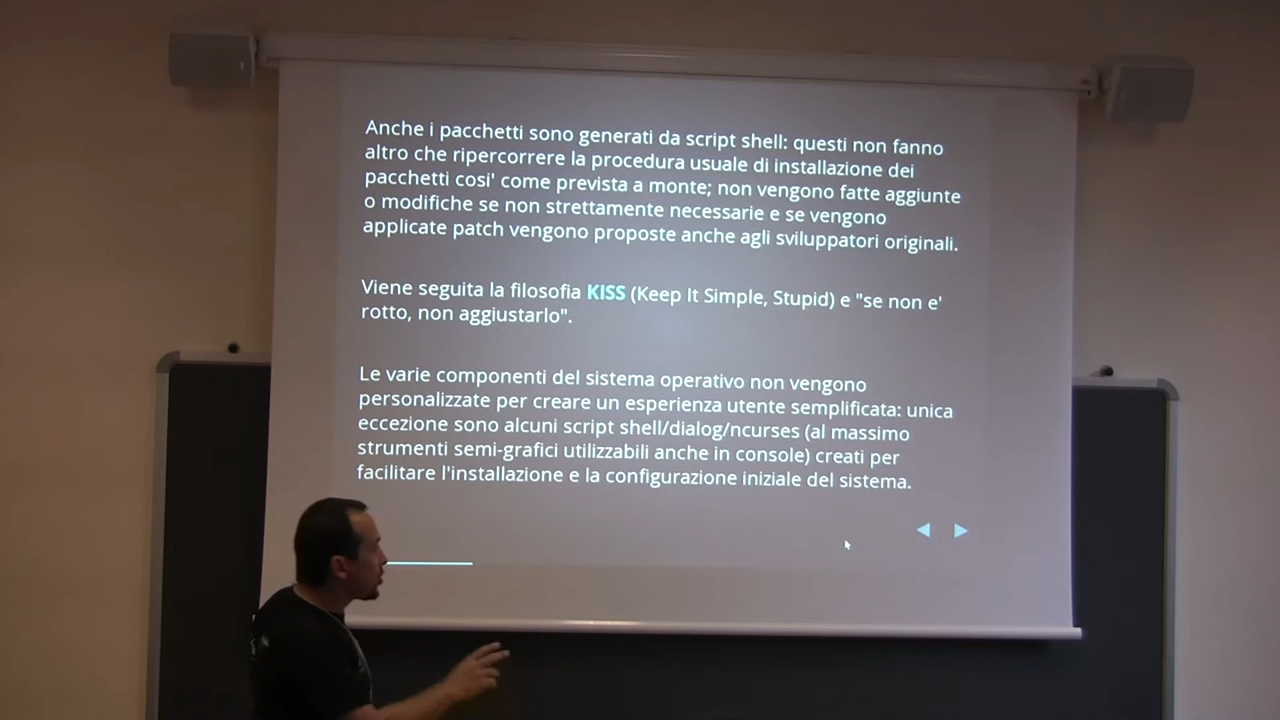 Anche i pacchetti sono generati da script shell: questi non fanno
altro che ripercorrere la procedura usuale di installazione dei
pacchetti cosi' come prevista a monte; non vengono fatte aggiunte
o modifiche se non strettamente necessarie e se vengono
applicate patch vengono proposte anche agli sviluppatori originali.
Viene seguita la filosofia KISS (Keep It Simple, Stupid) e "se non e'
rotto, non aggiustarlo".
Le varie componenti del sistema operativo non vengono
personalizzate per creare un esperienza utente semplificata: unica
eccezione sono alcuni script shell/dialog/ncurses (al massimo
strumenti semi-grafici utilizzabili anche in console) creati per
facilitare l'installazione e la configurazione iniziale del sistema.